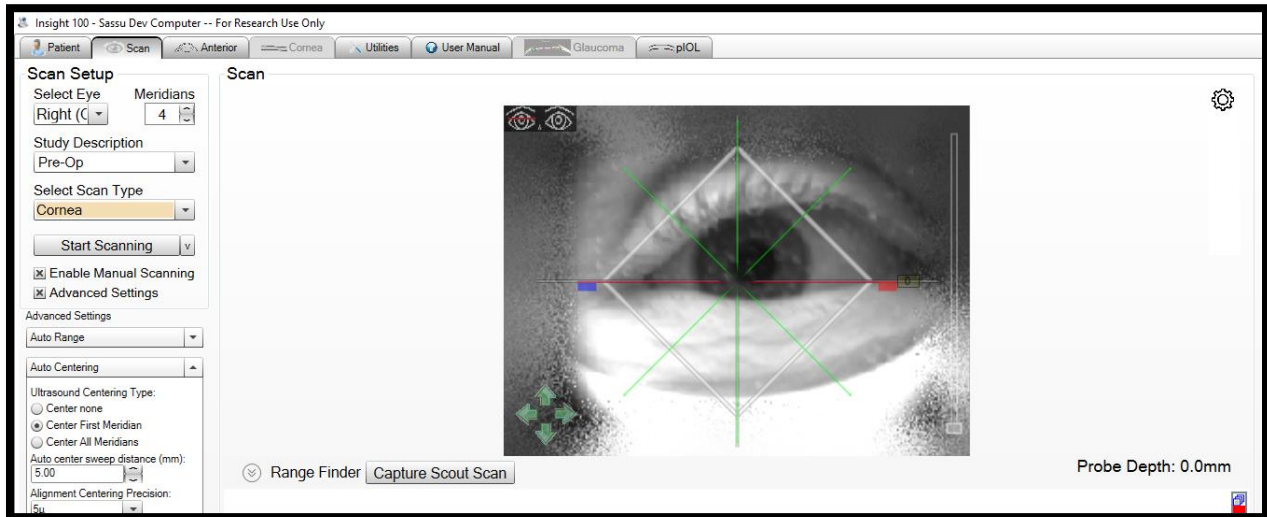 Insight 100 - Sassu Dev Computer -- For Research Use Only
Patient Scan Anterior Cornea Utilities User Manual Glaucoma pIOL
Scan Setup
Select Eye Meridians
Right (C 4
Study Description
Pre-Op
Select Scan Type
Cornea
Start Scanning v
Enable Manual Scanning
Advanced Settings
Advanced Settings
Auto Range
Auto Centering
Ultrasound Centering Type:
Center none
Center First Meridian
Center All Meridians
Auto center sweep distance (mm):
5.00
Alignment Centering Precision:
5µ
Scan
0
Range Finder Capture Scout Scan
Probe Depth: 0.0mm